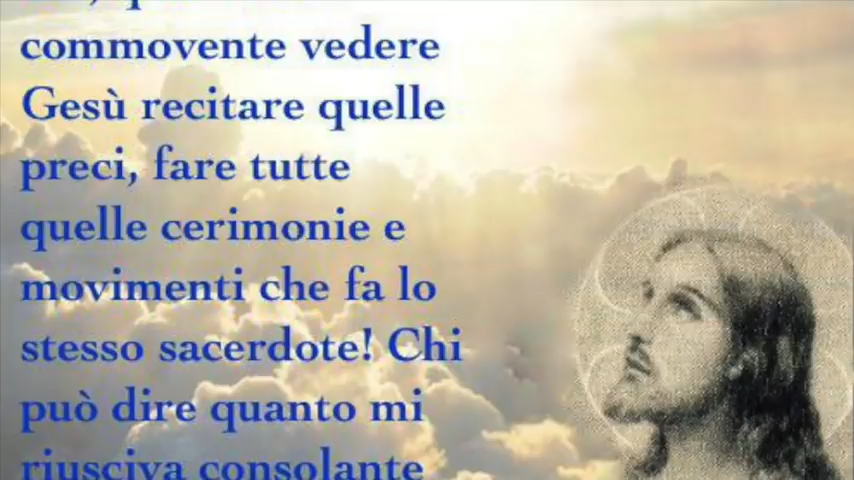 commovente vedere
Gesù recitare quelle
preci, fare tutte
quelle cerimonie e
movimenti che fa lo
stesso sacerdote! Chi
può dire quanto mi
riusciva consolante